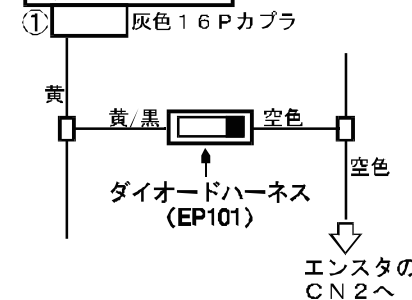 ① 灰色１６Ｐカプラ
黄
黄/黒 空色
空色
ダイオードハーネス
（EP101）
エンスタの
ＣＮ２へ